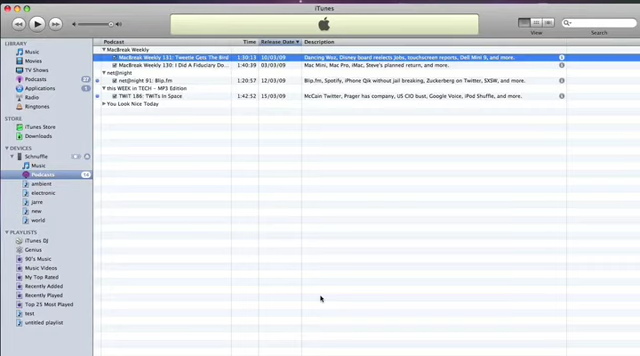 iTunes
View
Search
LIBRARY
Music
Movies
TV Shows
Podcasts
Applications
Radio
Ringtones
STORE
iTunes Store
Downloads
DEVICES
Schnuffle
Music
Podcasts
ambient
electronic
jarre
new
world
PLAYLISTS
iTunes DJ
Genius
90's Music
Music Videos
My Top Rated
Recently Added
Recently Played
Top 25 Most Played
test
untitled playlist
Podcast Time Release Date Description
MacBreak Weekly
MacBreak Weekly 131: Tweetie Gets The Bird 1:30:13 10/03/09 Dancing Woz, Disney board reelects Jobs, touchscreen reports, Dell Mini 9, and more.
MacBreak Weekly 130: I Did A Fiduciary Do... 1:40:39 03/03/09 Mac Mini, Mac Pro, iMac, Steve's planned return, and more.
net@night
net@night 91: Blip.fm 1:20:57 12/03/09 Blip.fm, Spotify, iPhone Qik without jail breaking, Zuckerberg on Twitter, SXSW, and more.
this WEEK in TECH - MP3 Edition
TWiT 186: TWiTs In Space 1:42:52 15/03/09 McCain Twitter, Prager has company, US CIO bust, Google Voice, iPod Shuffle, and more.
You Look Nice Today